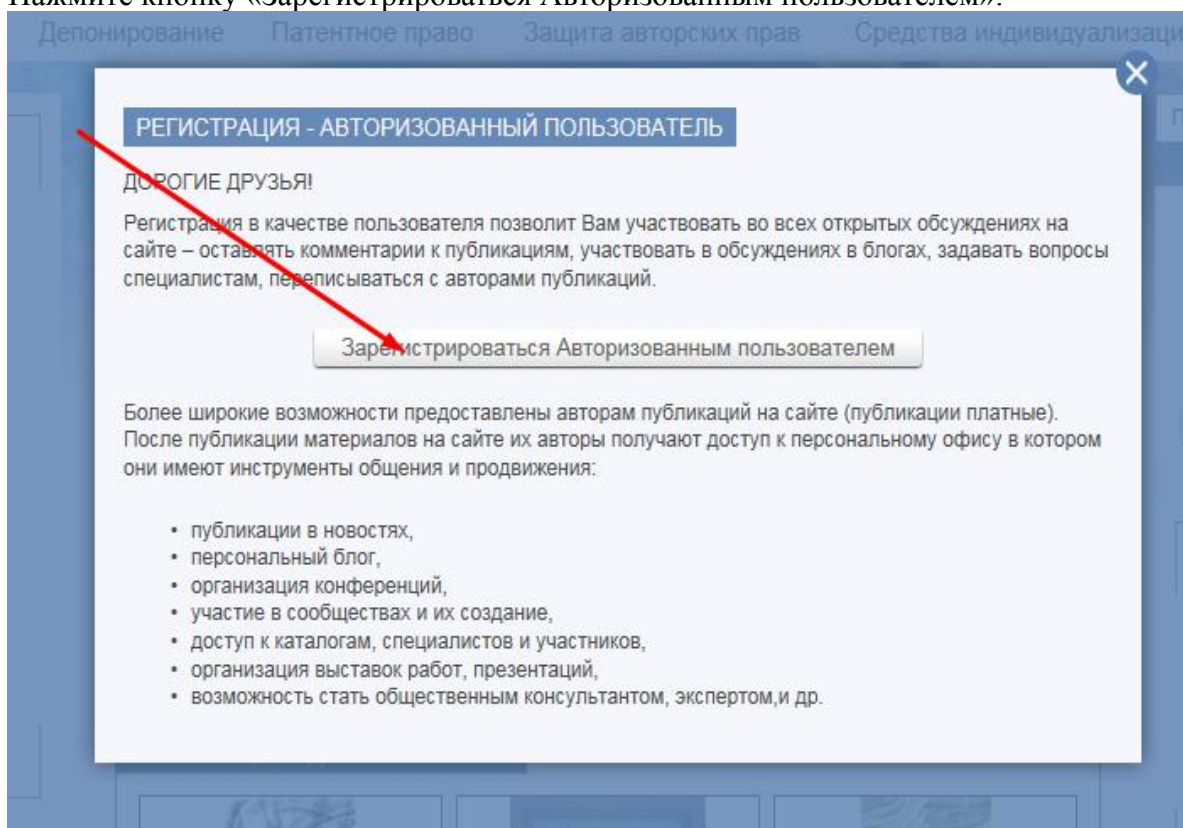 Нажмите кнопку «Зарегистрироваться Авторизованным пользователем».
Депонирование Патентное право Защита авторских прав Средства индивидуализаци
РЕГИСТРАЦИЯ - АВТОРИЗОВАННЫЙ ПОЛЬЗОВАТЕЛЬ
ДОРОГИЕ ДРУЗЬЯ!
Регистрация в качестве пользователя позволит Вам участвовать во всех открытых обсуждениях на
сайте – оставлять комментарии к публикациям, участвовать в обсуждениях в блогах, задавать вопросы
специалистам, переписываться с авторами публикаций.
Зарегистрироваться Авторизованным пользователем
Более широкие возможности предоставлены авторам публикаций на сайте (публикации платные).
После публикации материалов на сайте их авторы получают доступ к персональному офису в котором
они имеют инструменты общения и продвижения:
• публикации в новостях,
• персональный блог,
• организация конференций,
• участие в сообществах и их создание,
• доступ к каталогам, специалистов и участников,
• организация выставок работ, презентаций,
• возможность стать общественным консультантом, экспертом,и др.